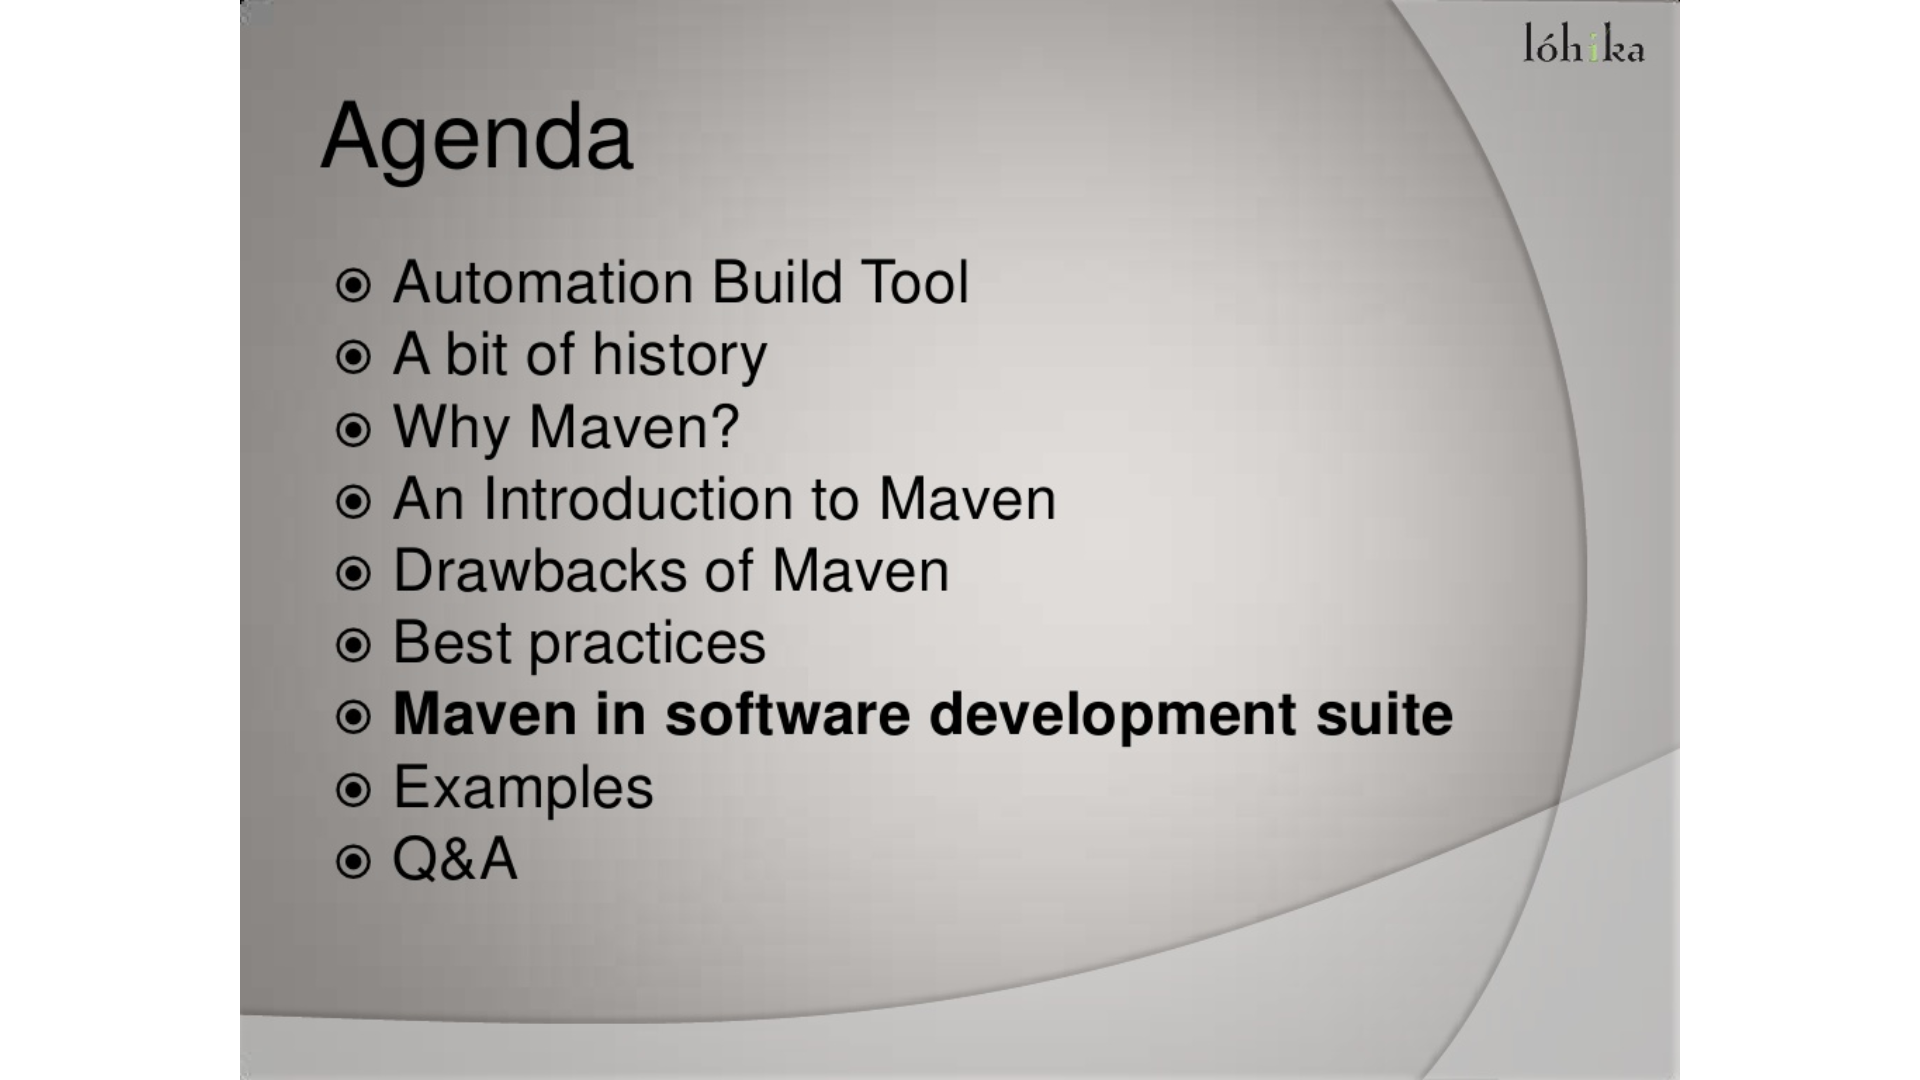 lóhika
Agenda
Automation Build Tool
A bit of history
Why Maven?
An Introduction to Maven
Drawbacks of Maven
Best practices
Maven in software development suite
Examples
Q&A